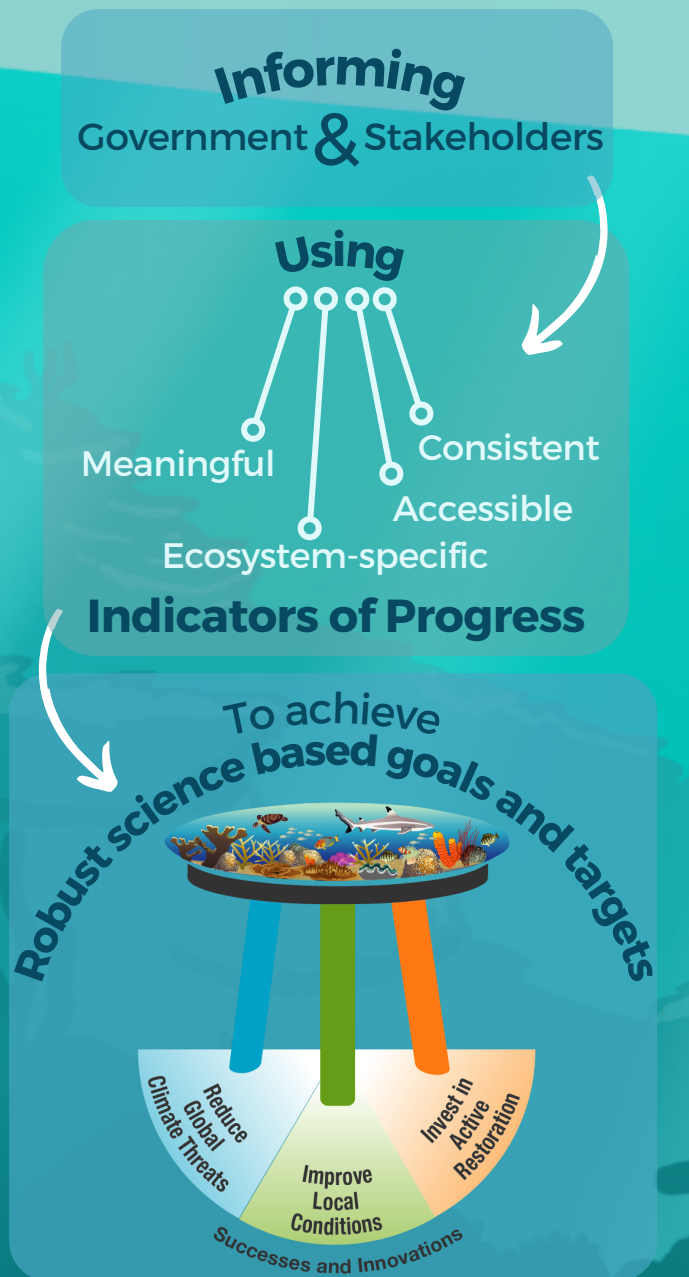 Informing
Government & Stakeholders
Using
Meaningful
Consistent
Accessible
Ecosystem-specific
Indicators of Progress
To achieve
Robust science based goals and targets
Reduce
Global
Climate Threats
Improve
Local
Conditions
Invest in
Active
Restoration
Successes and Innovations